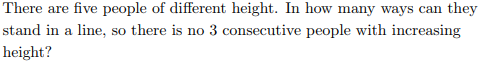 There are five people of different height. In how many ways can they
stand in a line, so there is no 3 consecutive people with increasing
height?